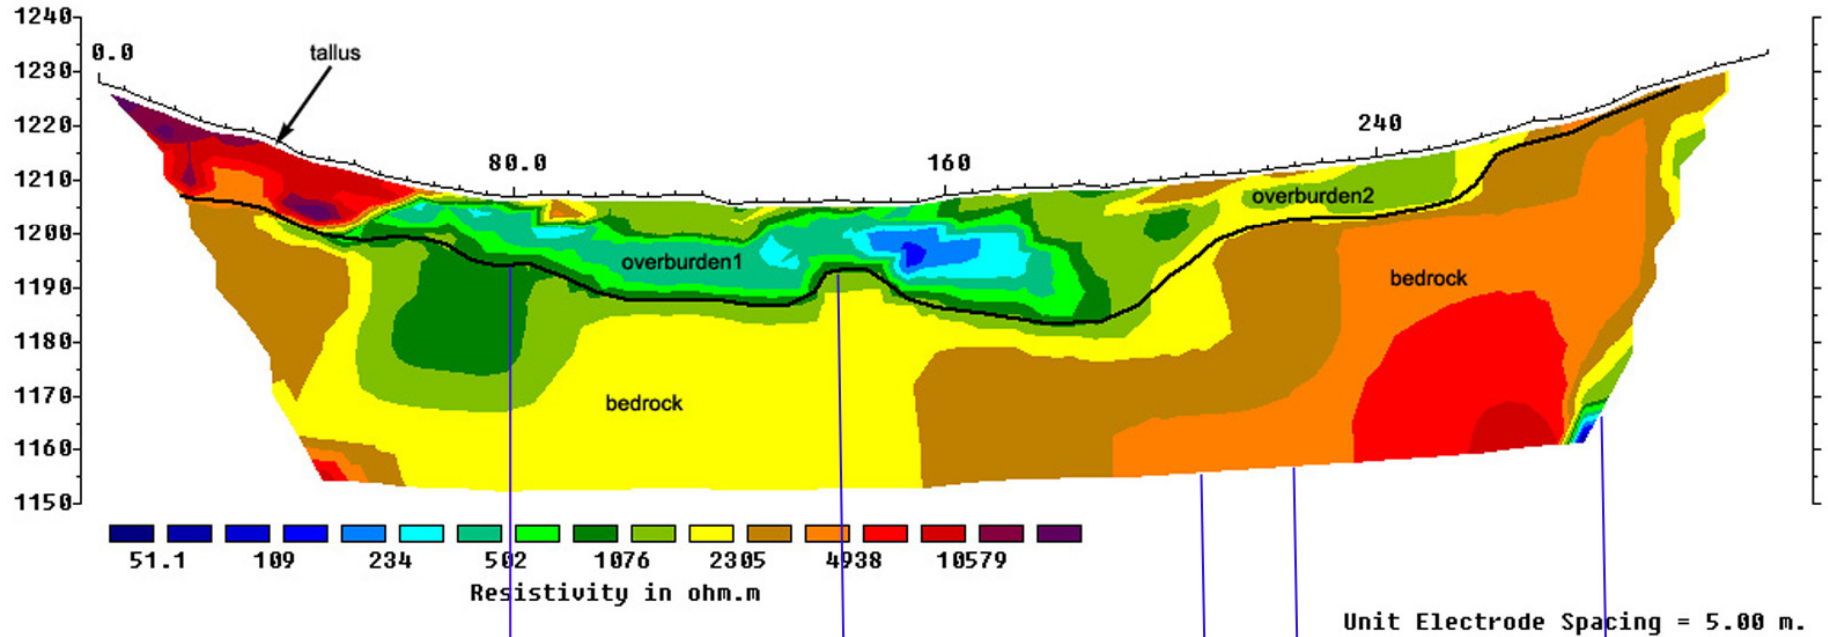 1240
0.0
tallus
1230
1220
240
80.0
160
1210
overburden2
1200
overburden1
bedrock
1190
1180
1170
bedrock
1160
1150
51.1 109 234 502 1076 2305 4938 10579
Resistivity in ohm.m
Unit Electrode Spacing = 5.00 m.